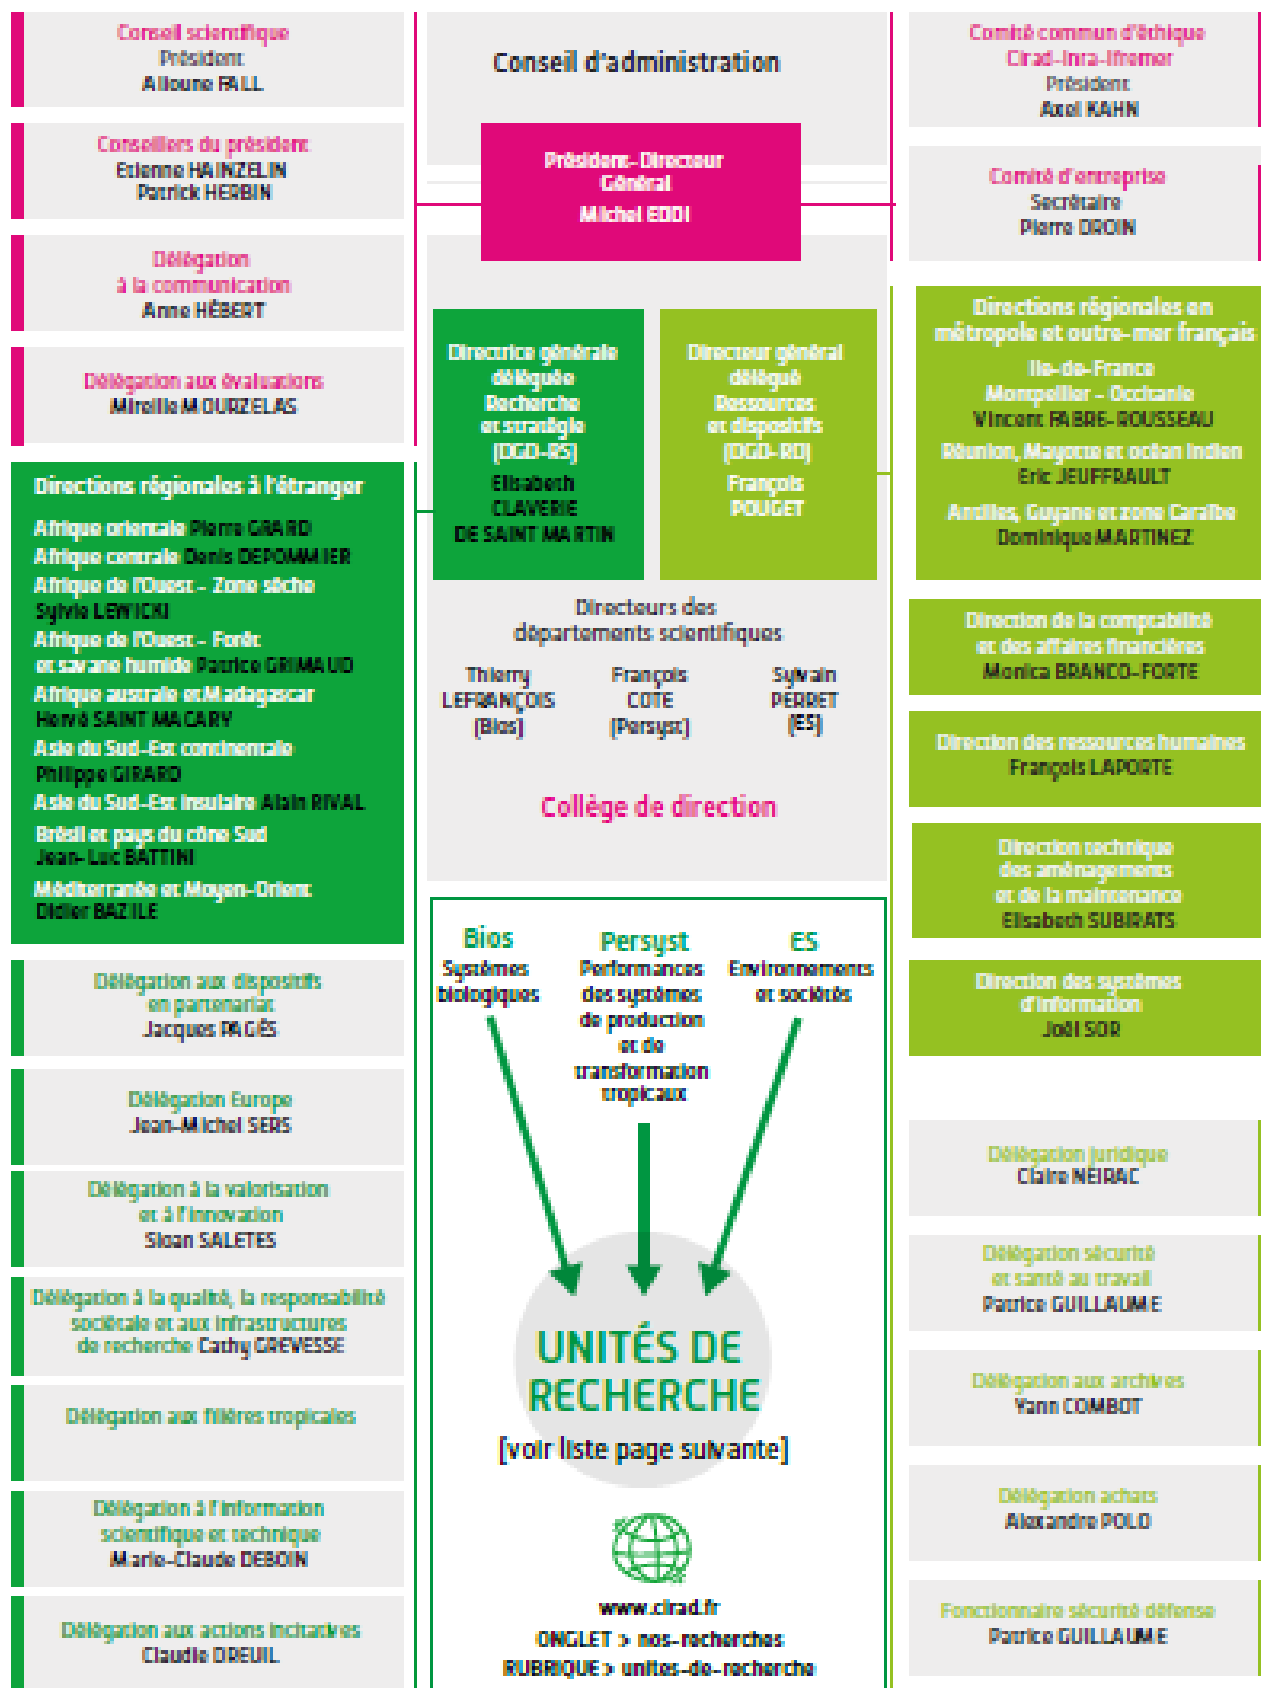 Conseil scientifique
Président
Alioune FALL
Conseillers du président
Etienne HAINZELIN
Patrick HERBIN
Délégation
à la communication
Anne HÉBERT
Délégation aux évaluations
Mireille MOURZELAS
Directions régionales à l'étranger
Afrique orientale Pierre GRARD
Afrique centrale Denis DEPOMMIER
Afrique de l'Ouest - Zone sèche
Sylvie LEWICKI
Afrique de l'Ouest - Forêt
et savane humide Patrice GRIMAUD
Afrique australe et Madagascar
Hervé SAINT MACARY
Asie du Sud-Est continentale
Philippe GIRARD
Asie du Sud-Est insulaire Alain RIVAL
Brésil et pays du cône Sud
Jean-Luc BATTINI
Méditerranée et Moyen-Orient
Didier BAZILE
Délégation aux dispositifs
en partenariat
Jacques PAGÈS
Délégation Europe
Jean-Michel SERS
Délégation à la valorisation
et à l'innovation
Sloan SALETES
Délégation à la qualité, la responsabilité
sociétale et aux infrastructures
de recherche Cathy GREVESSE
Délégation aux filières tropicales
Délégation à l'information
scientifique et technique
Marie-Claude DEBOIN
Délégation aux actions incitatives
Claudie DREUIL
Conseil d'administration
Président-Directeur
Général
Michel EDDI
Directrice générale
déléguée
Recherche
et stratégie
(DGD-RS)
Elisabeth
CLAVERIE
DE SAINT MARTIN
Directeur général
délégué
Ressources
et dispositifs
(DGD-RD)
François
POUGET
Directeurs des
départements scientifiques
Thierry
LEFRANÇOIS
(Bios)
François
COTE
(Persyst)
Sylvain
PERRET
(ES)
Collège de direction
Bios
Systèmes
biologiques
Persyst
Performances
des systèmes
de production
et de
transformation
tropicaux
ES
Environnements
et sociétés
UNITÉS DE
RECHERCHE
[voir liste page suivante]
www.cirad.fr
ONGLET > nos-recherches
RUBRIQUE > unites-de-recherche
Comité commun d'éthique
Cirad-Inra-Ifremer
Président
Axel KAHN
Comité d'entreprise
Secrétaire
Pierre DROIN
Directions régionales en
métropole et outre-mer français
Ile-de-France
Montpellier - Occitanie
Vincent FABRE-ROUSSEAU
Réunion, Mayotte et océan Indien
Eric JEUFFRAULT
Antilles, Guyane et zone Caraïbe
Dominique MARTINEZ
Direction de la comptabilité
et des affaires financières
Monica BRANCO-FORTE
Direction des ressources humaines
François LAPORTE
Direction technique
des aménagements
et de la maintenance
Elisabeth SUBIRATS
Direction des systèmes
d'information
Joël SOR
Délégation juridique
Claire NEIRAC
Délégation sécurité
et santé au travail
Patrice GUILLAUME
Délégation aux archives
Yann COMBOT
Délégation achats
Alexandre POLO
Fonctionnaire sécurité défense
Patrice GUILLAUME